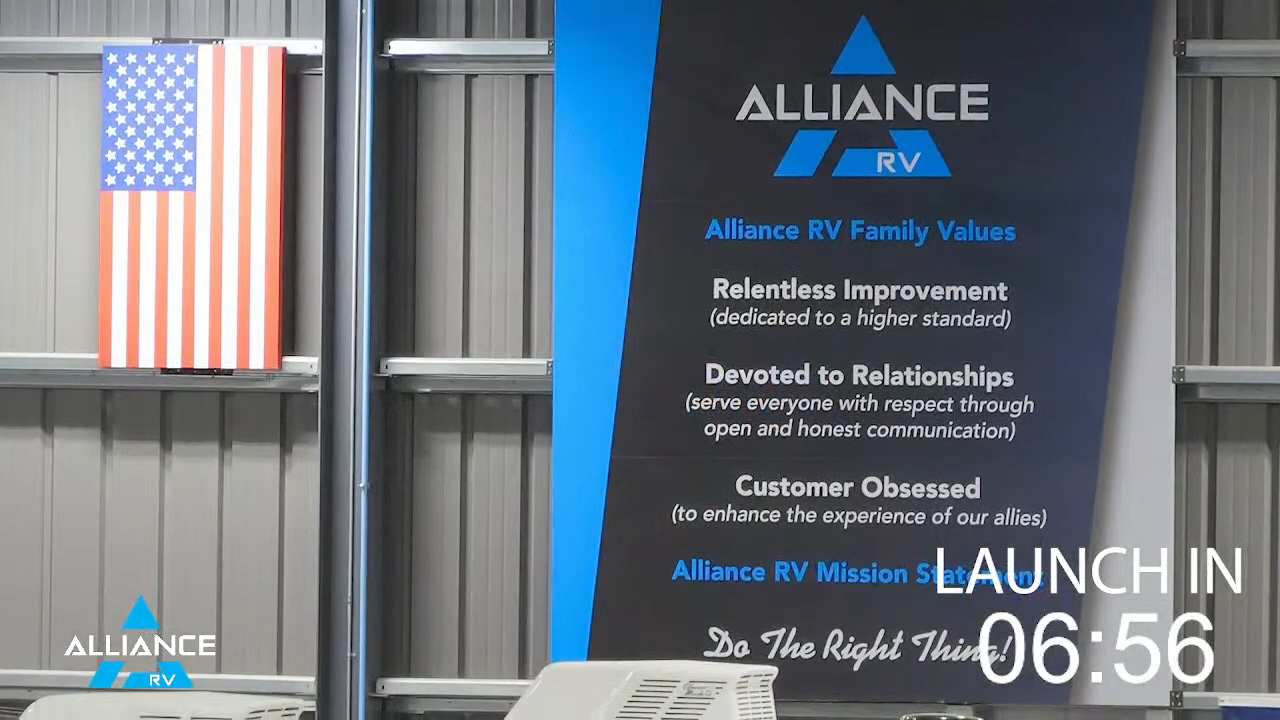 ALLIANCE
RV
Alliance RV Family Values
Relentless Improvement
(dedicated to a higher standard)
Devoted to Relationships
(serve everyone with respect through
open and honest communication)
Customer Obsessed
(to enhance the experience of our allies)
Alliance RV Mission Statement
LAUNCH IN
Do The Right Thing!
06:56
ALLIANCE
RV